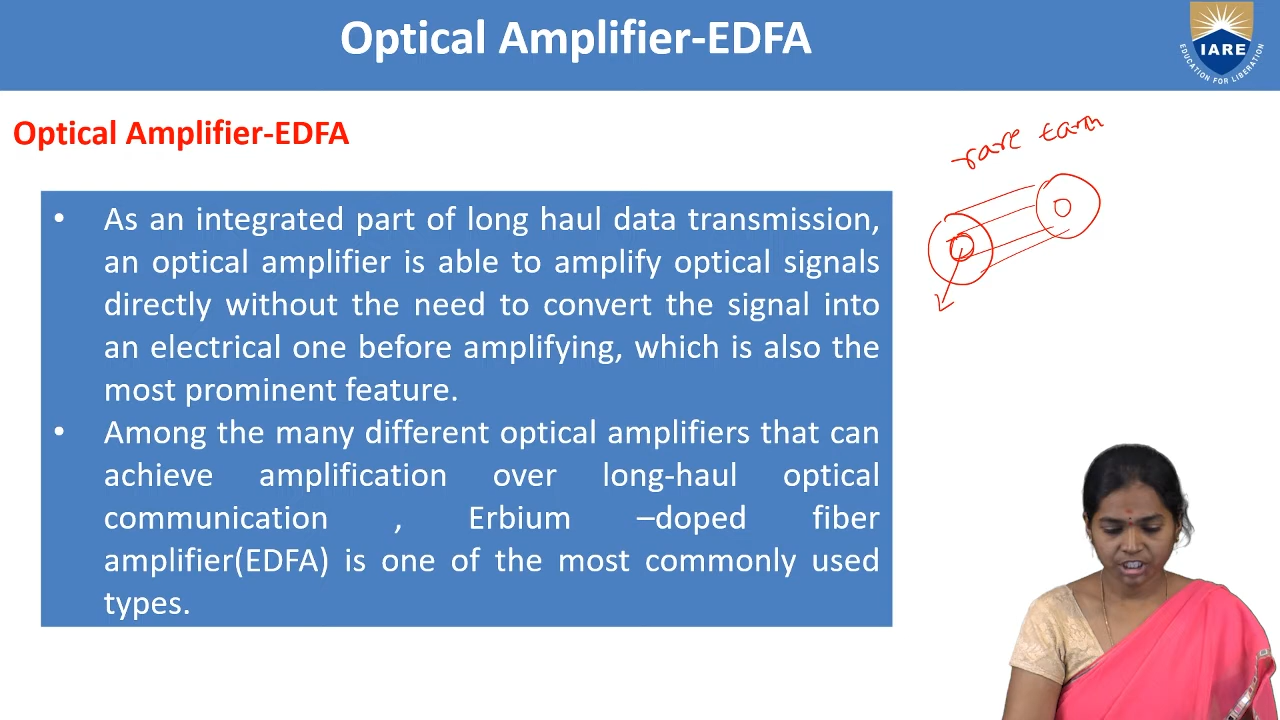 Optical Amplifier-EDFA
IARE
EDUCATION FOR LIBERATION
Optical Amplifier-EDFA
rare earth
• As an integrated part of long haul data transmission,
an optical amplifier is able to amplify optical signals
directly without the need to convert the signal into
an electrical one before amplifying, which is also the
most prominent feature.
• Among the many different optical amplifiers that can
achieve amplification over long-haul optical
communication , Erbium –doped fiber
amplifier(EDFA) is one of the most commonly used
types.